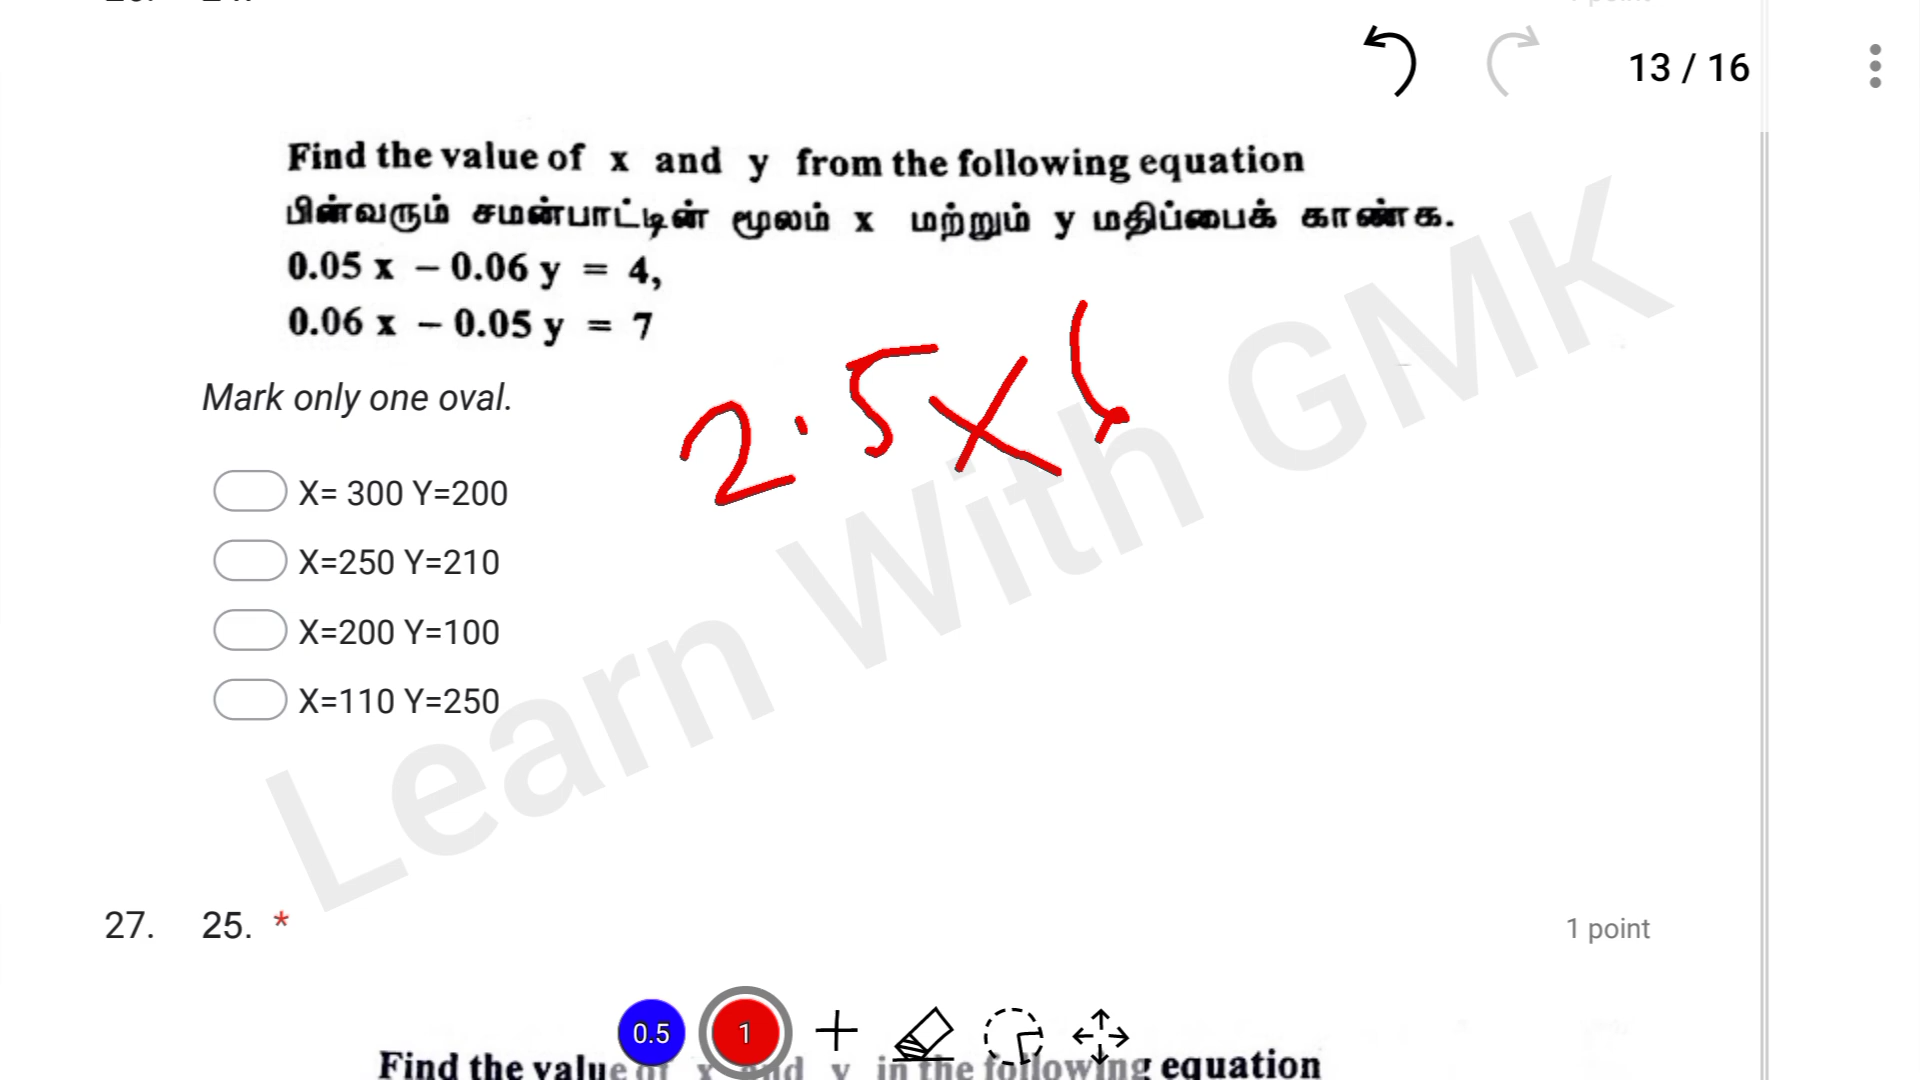 13 / 16
Find the value of x and y from the following equation
பின்வரும் சமன்பாட்டின் மூலம் x மற்றும் y மதிப்பைக் காண்க.
0.05 x – 0.06 y = 4,
0.06 x – 0.05 y = 7
2.5x
Mark only one oval.
X= 300 Y=200
X=250 Y=210
X=200 Y=100
X=110 Y=250
Learn With GMK
27. 25. *
1 point
0.5 1
Find the value of x and y in the following equation